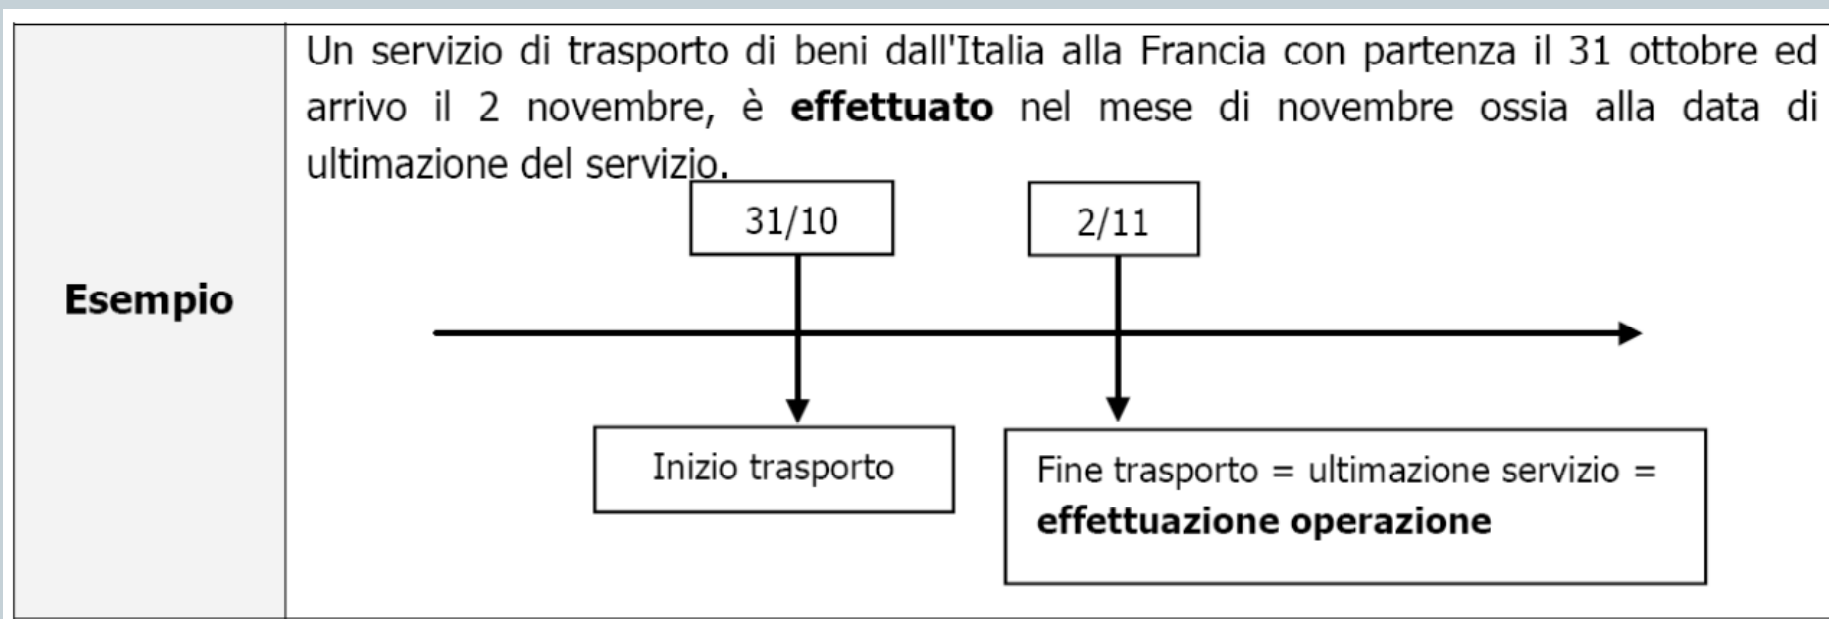 Un servizio di trasporto di beni dall'Italia alla Francia con partenza il 31 ottobre ed
arrivo il 2 novembre, è effettuato nel mese di novembre ossia alla data di
ultimazione del servizio.
31/10
2/11
Esempio
Inizio trasporto
Fine trasporto = ultimazione servizio =
effettuazione operazione